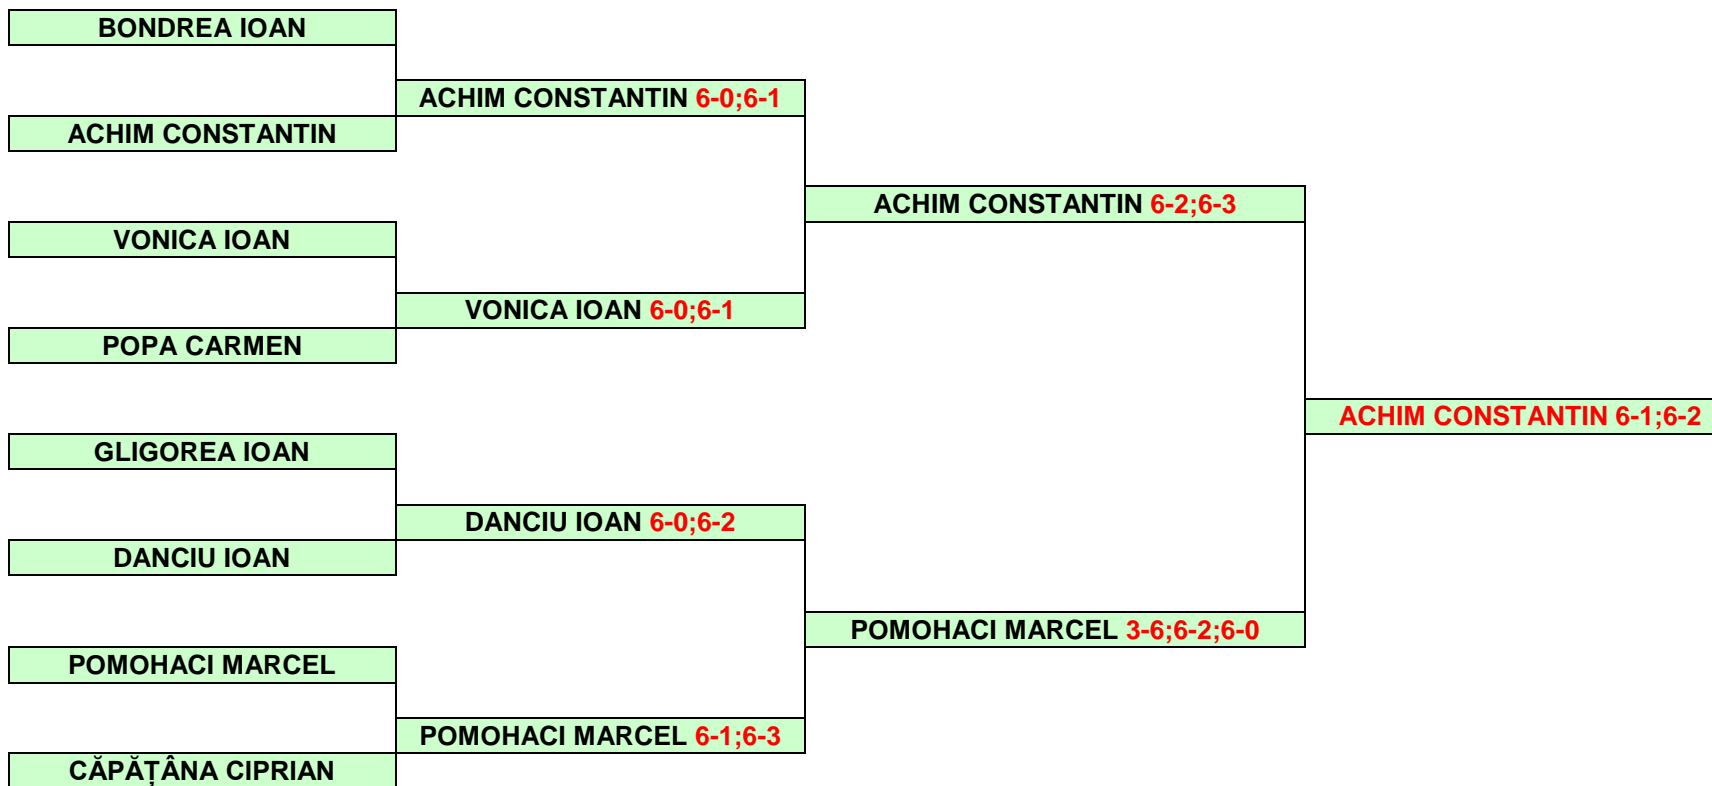 BONDREA IOAN
ACHIM CONSTANTIN 6-0;6-1
ACHIM CONSTANTIN
ACHIM CONSTANTIN 6-2;6-3
VONICA IOAN
VONICA IOAN 6-0;6-1
POPA CARMEN
ACHIM CONSTANTIN 6-1;6-2
GLIGOREA IOAN
DANCIU IOAN 6-0;6-2
DANCIU IOAN
POMOHACI MARCEL 3-6;6-2;6-0
POMOHACI MARCEL
POMOHACI MARCEL 6-1;6-3
CĂPĂȚÂNA CIPRIAN